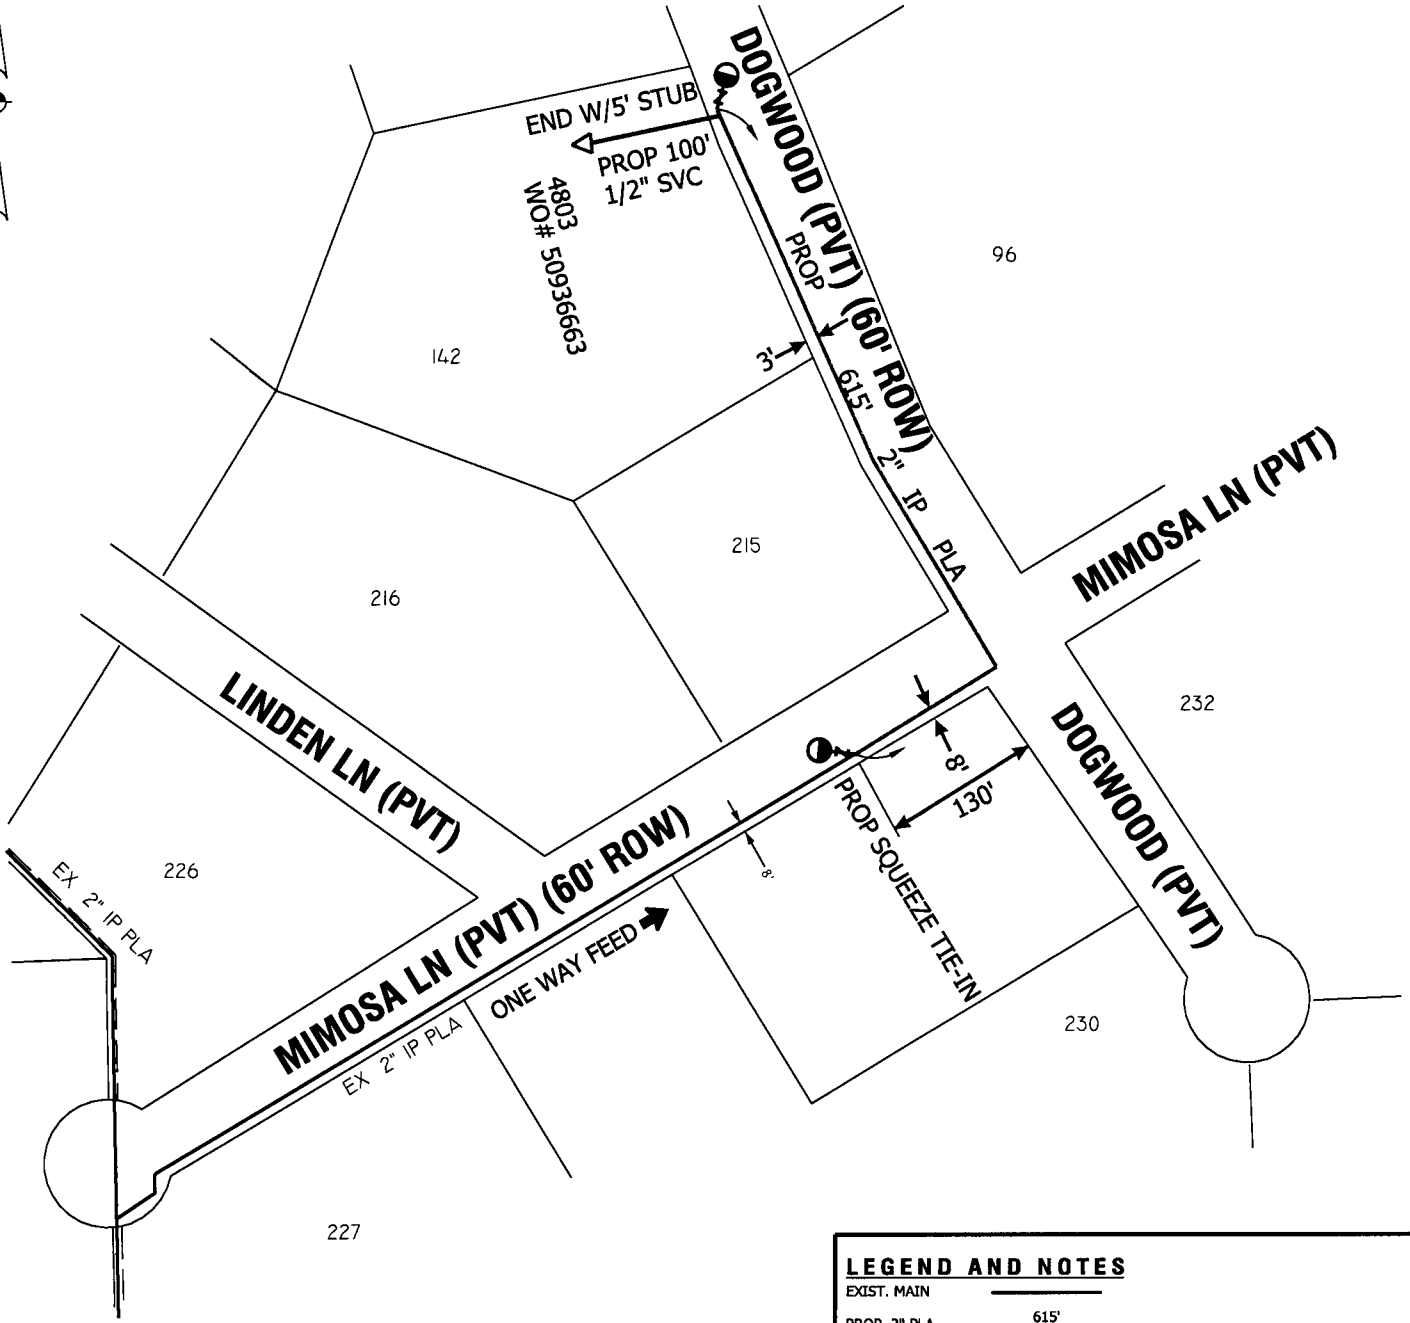 DOGWOOD (PVT) (60' ROW)
END W/5' STUB
PROP 100'
1/2" SVC
4803
WO# 50936663
PROP
615'
2" IP PLA
3'
96
142
MIMOSA LN (PVT)
215
216
232
LINDEN LN (PVT)
DOGWOOD (PVT)
8'
130'
PROP SQUEEZE TIE-IN
8'
MIMOSA LN (PVT) (60' ROW)
226
EX 2" IP PLA
ONE WAY FEED
EX 2" IP PLA
230
227
LEGEND AND NOTES
EXIST. MAIN
PROP 2" PLA 615'